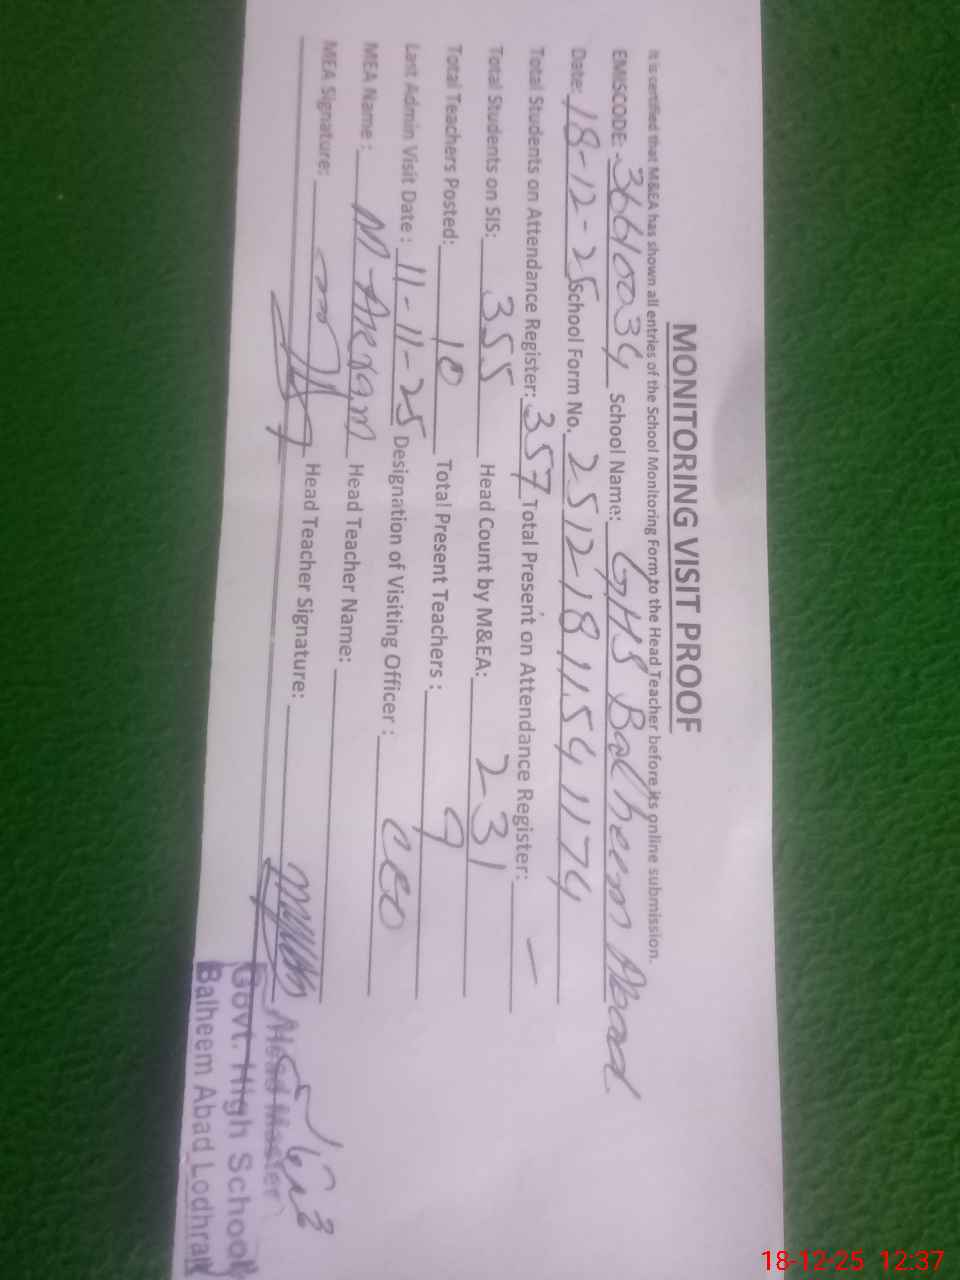 MONITORING VISIT PROOF
It is certified that M&EA has shown all entries of the School Monitoring Form to the Head Teacher before its online submission.
EMISCODE: 36610034 School Name: GHS Balheem Abad
Date: 18-12-25 School Form No. 25121811541174
Total Students on Attendance Register: 357 Total Present on Attendance Register: —
Total Students on SIS: 355 Head Count by M&EA: 231
Total Teachers Posted: 10 Total Present Teachers : 9
Last Admin Visit Date : 11-11-25 Designation of Visiting Officer : CEO
MEA Name : M Akram Head Teacher Name:
MEA Signature: Head Teacher Signature:
Head Master
Govt. High School
Balheem Abad Lodhran
18-12-25 12:37